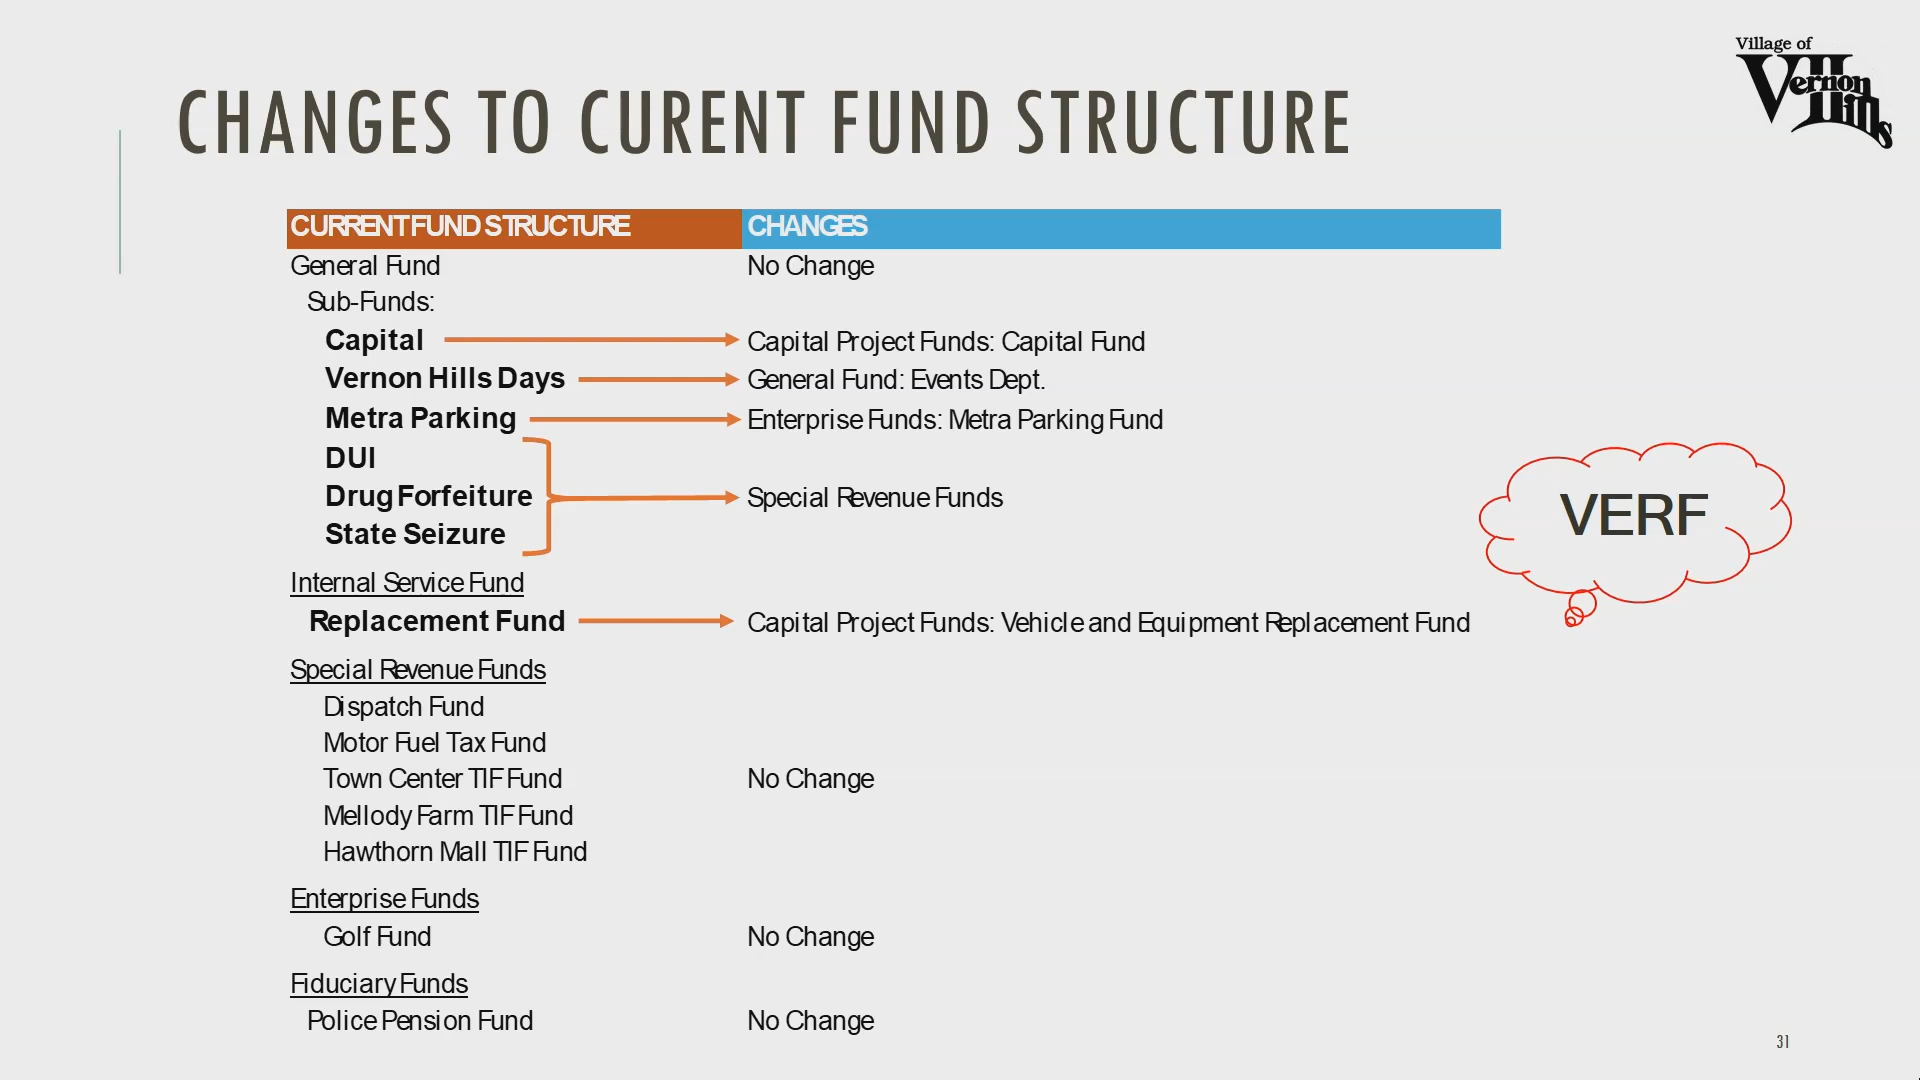 Village of
Vernon
Hills
CHANGES TO CURENT FUND STRUCTURE
CURRENT FUND STRUCTURE CHANGES
General Fund No Change
Sub-Funds:
Capital Capital Project Funds: Capital Fund
Vernon Hills Days General Fund: Events Dept.
Metra Parking Enterprise Funds: Metra Parking Fund
DUI
Drug Forfeiture Special Revenue Funds
State Seizure
VERF
Internal Service Fund
Replacement Fund Capital Project Funds: Vehicle and Equipment Replacement Fund
Special Revenue Funds
Dispatch Fund
Motor Fuel Tax Fund
Town Center TIF Fund No Change
Mellody Farm TIF Fund
Hawthorn Mall TIF Fund
Enterprise Funds
Golf Fund No Change
Fiduciary Funds
Police Pension Fund No Change
31